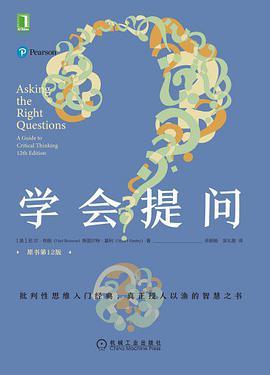 Pearson
Asking
the Right
Questions
A Guide to
Critical Thinking
12th Edition
学会提问
原书第12版
批判性思维入门经典，真正授人以渔的智慧之书
机械工业出版社
China Machine Press